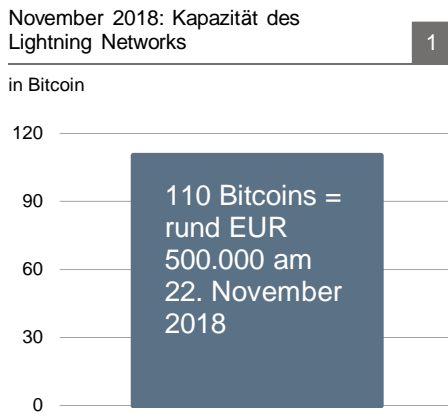 November 2018: Kapazität des
Lightning Networks
1
in Bitcoin
120
90
60
30
0
110 Bitcoins =
rund EUR
500.000 am
22. November
2018